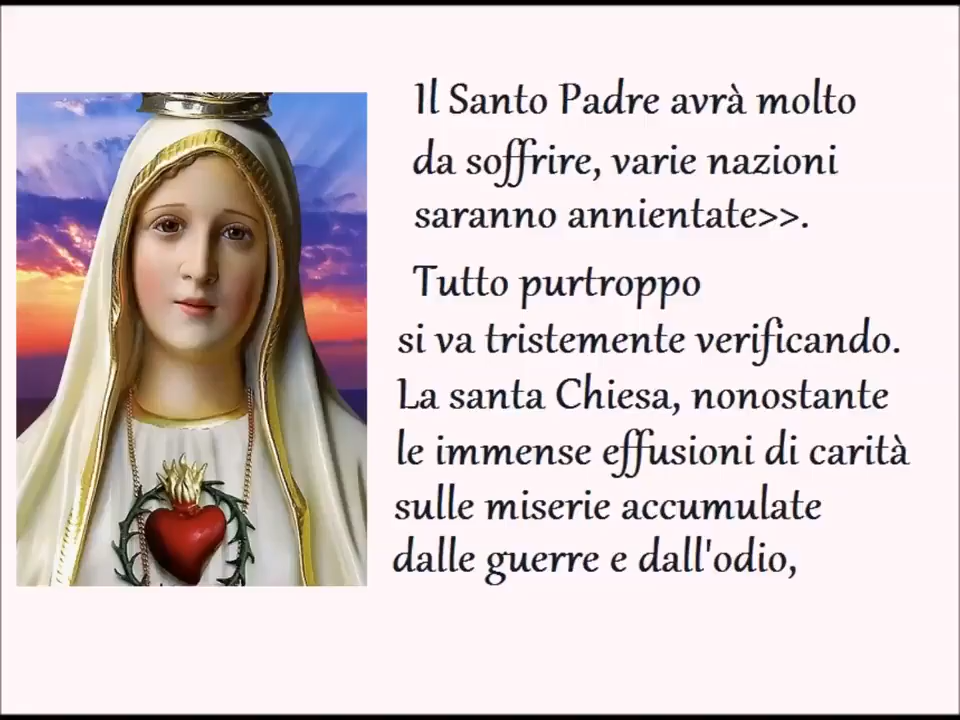 Il Santo Padre avrà molto
da soffrire, varie nazioni
saranno annientate>>.
Tutto purtroppo
si va tristemente verificando.
La santa Chiesa, nonostante
le immense effusioni di carità
sulle miserie accumulate
dalle guerre e dall'odio,